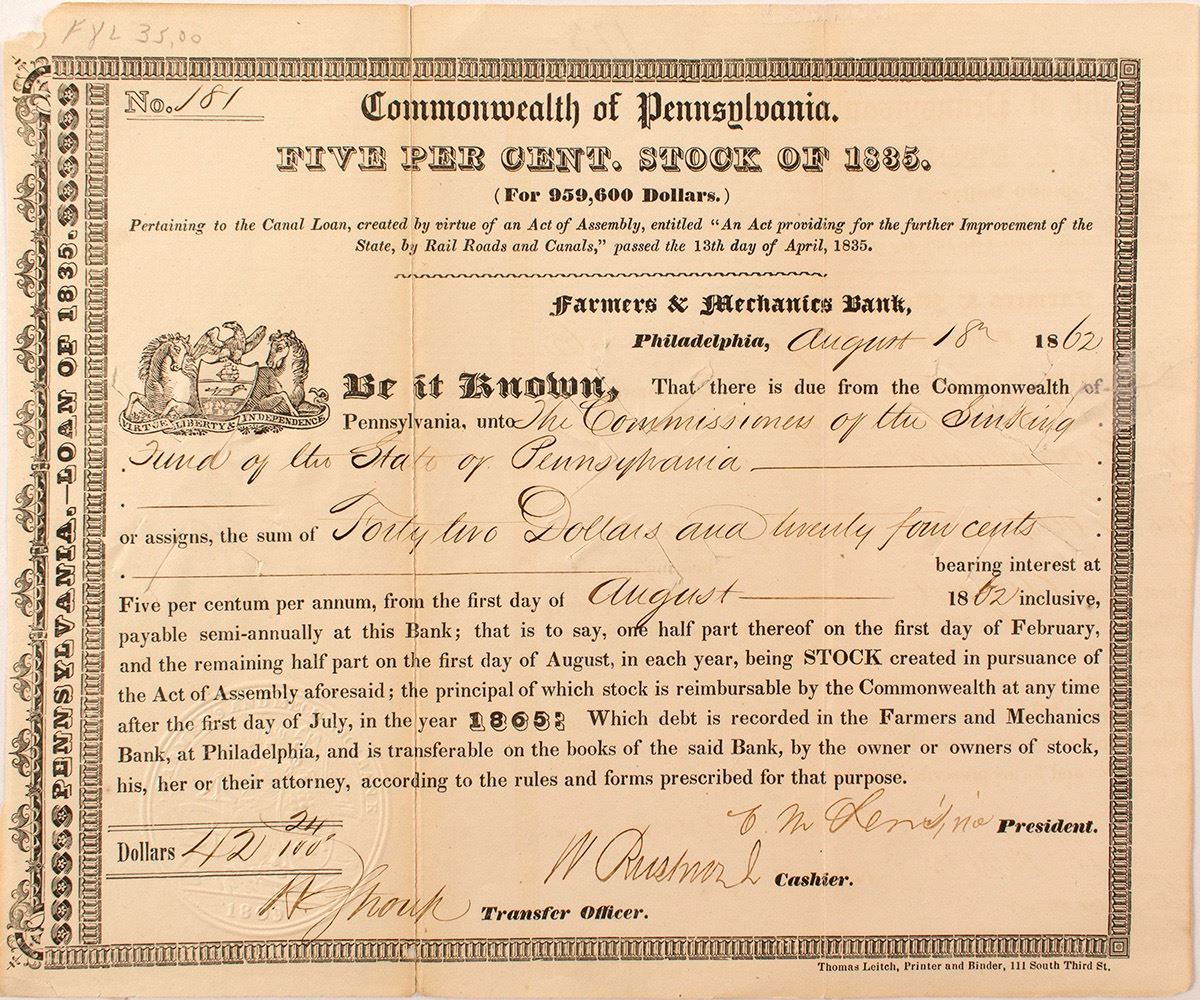 35,00
No. 181
Commonwealth of Pennsylvania.
FIVE PER CENT. STOCK OF 1835.
(For 959,600 Dollars.)
Pertaining to the Canal Loan, created by virtue of an Act of Assembly, entitled "An Act providing for the further Improvement of the
State, by Rail Roads and Canals," passed the 13th day of April, 1835.
Farmers & Mechanics Bank,
Philadelphia, August 18th 1862
VIRTUE LIBERTY & INDEPENDENCE
Be it Known, That there is due from the Commonwealth of
Pennsylvania, unto The Commissioners of the Sinking
Fund of the State of Pennsylvania
or assigns, the sum of Forty two Dollars and twenty four cents
bearing interest at
Five per centum per annum, from the first day of August 1862 inclusive,
payable semi-annually at this Bank; that is to say, one half part thereof on the first day of February,
and the remaining half part on the first day of August, in each year, being STOCK created in pursuance of
the Act of Assembly aforesaid; the principal of which stock is reimbursable by the Commonwealth at any time
after the first day of July, in the year 1865: Which debt is recorded in the Farmers and Mechanics
Bank, at Philadelphia, and is transferable on the books of the said Bank, by the owner or owners of stock,
his, her or their attorney, according to the rules and forms prescribed for that purpose.
President.
Dollars 42 24/100
W Rushton J Cashier.
Transfer Officer.
Thomas Leitch, Printer and Binder, 111 South Third St.
PENNSYLVANIA.—LOAN OF 1835.